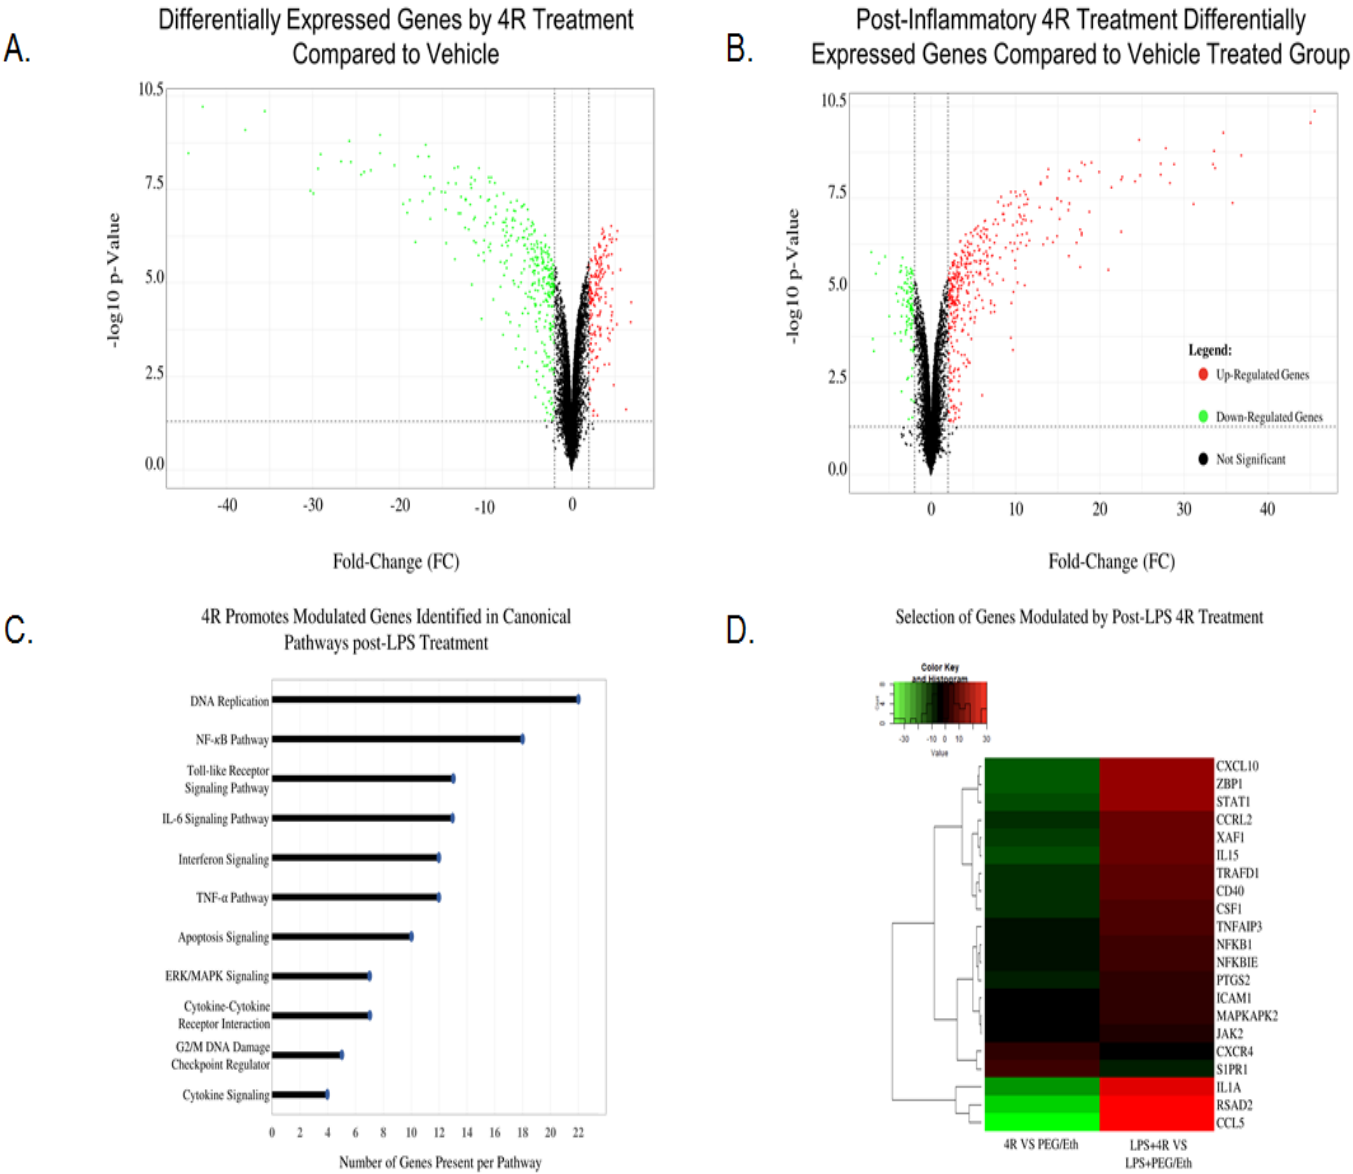 A.
Differentially Expressed Genes by 4R Treatment
Compared to Vehicle
10.5
7.5
5.0
2.5
0.0
-log10 p-Value
-40 -30 -20 -10 0
Fold-Change (FC)
B.
Post-Inflammatory 4R Treatment Differentially
Expressed Genes Compared to Vehicle Treated Group
10.5
7.5
5.0
2.5
0.0
-log10 p-Value
Legend:
Up-Regulated Genes
Down-Regulated Genes
Not Significant
0 10 20 30 40
Fold-Change (FC)
C.
4R Promotes Modulated Genes Identified in Canonical
Pathways post-LPS Treatment
DNA Replication
NF-κB Pathway
Toll-like Receptor
Signaling Pathway
IL-6 Signaling Pathway
Interferon Signaling
TNF-α Pathway
Apoptosis Signaling
ERK/MAPK Signaling
Cytokine-Cytokine
Receptor Interaction
G2/M DNA Damage
Checkpoint Regulator
Cytokine Signaling
0 2 4 6 8 10 12 14 16 18 20 22
Number of Genes Present per Pathway
D.
Selection of Genes Modulated by Post-LPS 4R Treatment
Color Key
and Histogram
Count
0 4 8
-30 -10 0 10 30
Value
CXCL10
ZBP1
STAT1
CCRL2
XAF1
IL15
TRAFD1
CD40
CSF1
TNFAIP3
NFKB1
NFKBIE
PTGS2
ICAM1
MAPKAPK2
JAK2
CXCR4
S1PR1
IL1A
RSAD2
CCL5
4R VS PEG/Eth
LPS+4R VS
LPS+PEG/Eth